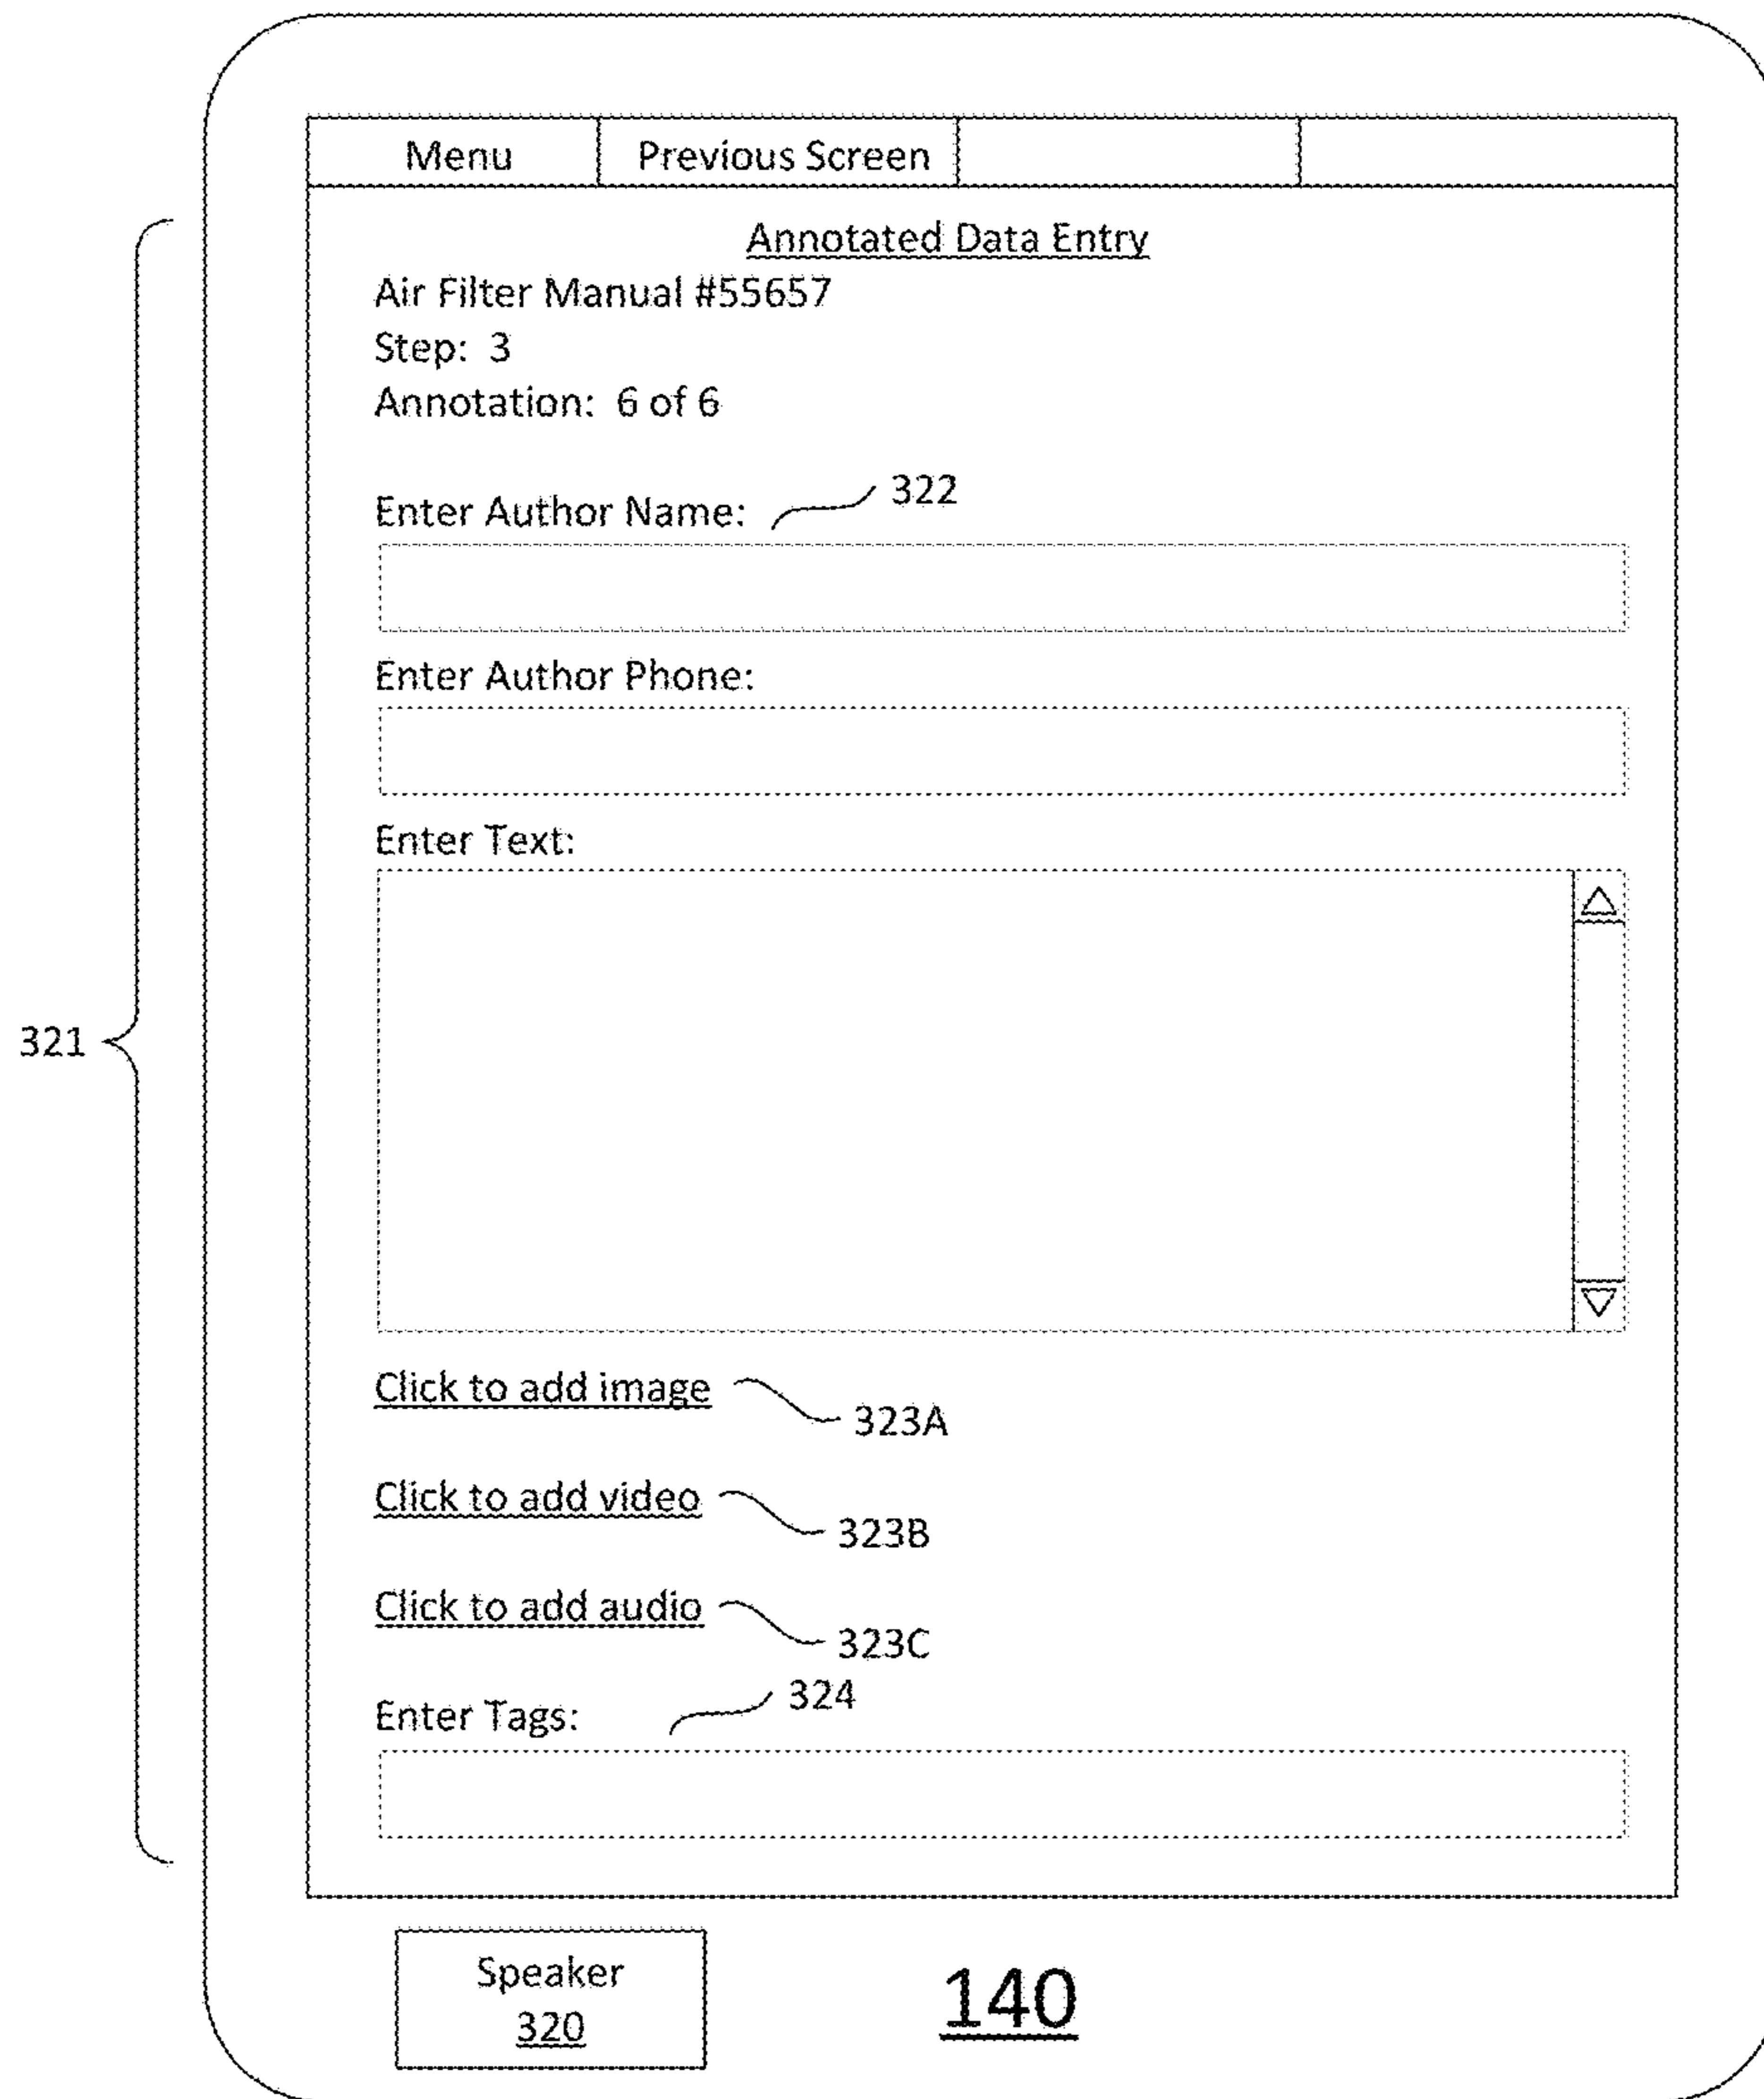 Menu Previous Screen
Annotated Data Entry
Air Filter Manual #55657
Step: 3
Annotation: 6 of 6
322
Enter Author Name:
Enter Author Phone:
Enter Text:
321
Click to add image
323A
Click to add video
323B
Click to add audio
323C
324
Enter Tags:
Speaker
320
140